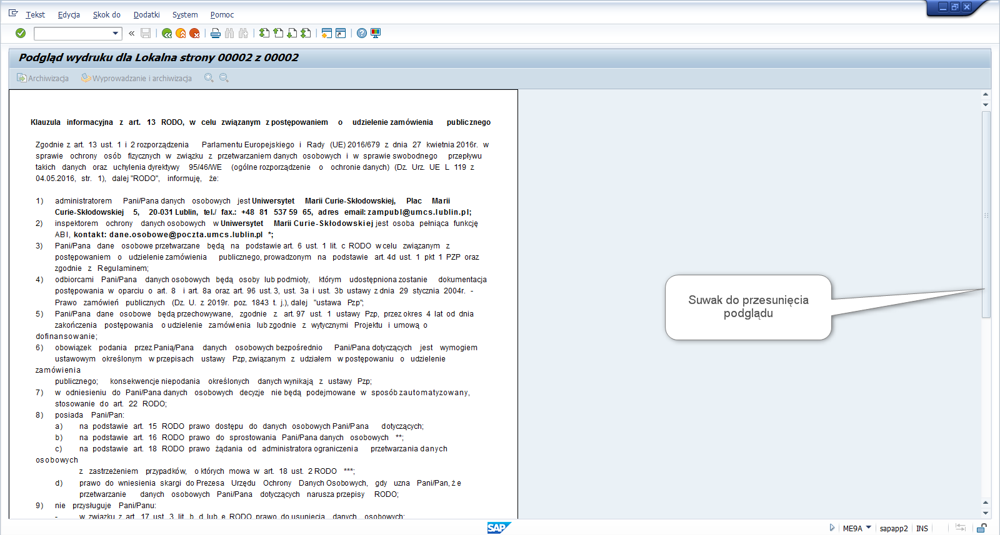 Tekst Edycja Skok do Dodatki System Pomoc
Podgląd wydruku dla Lokalna strony 00002 z 00002
Archiwizacja Wyprowadzanie i archiwizacja
Klauzula informacyjna z art. 13 RODO, w celu związanym z postępowaniem o udzielenie zamówienia publicznego
Zgodnie z art. 13 ust. 1 i 2 rozporządzenia Parlamentu Europejskiego i Rady (UE) 2016/679 z dnia 27 kwietnia 2016r. w
sprawie ochrony osób fizycznych w związku z przetwarzaniem danych osobowych i w sprawie swobodnego przepływu
takich danych oraz uchylenia dyrektywy 95/46/WE (ogólne rozporządzenie o ochronie danych) (Dz. Urz. UE L 119 z
04.05.2016, str. 1), dalej "RODO", informuję, że:
1) administratorem Pani/Pana danych osobowych jest Uniwersytet Marii Curie-Skłodowskiej, Plac Marii
Curie-Skłodowskiej 5, 20-031 Lublin, tel./ fax.: +48 81 537 59 65, adres email: zampubl@umcs.lublin.pl;
2) inspektorem ochrony danych osobowych w Uniwersytet Marii Curie-Skłodowskiej jest osoba pełniąca funkcję
ABI, kontakt: dane.osobowe@poczta.umcs.lublin.pl *;
3) Pani/Pana dane osobowe przetwarzane będą na podstawie art. 6 ust. 1 lit. c RODO w celu związanym z
postępowaniem o udzielenie zamówienia publicznego, prowadzonym na podstawie art. 4d ust. 1 pkt 1 PZP oraz
zgodnie z Regulaminem;
4) odbiorcami Pani/Pana danych osobowych będą osoby lub podmioty, którym udostępniona zostanie dokumentacja
postępowania w oparciu o art. 8 i art. 8a oraz art. 96 ust. 3, ust. 3a i ust. 3b ustawy z dnia 29 stycznia 2004r. -
Prawo zamówień publicznych (Dz. U. z 2019r. poz. 1843 t. j.), dalej "ustawa Pzp";
5) Pani/Pana dane osobowe będą przechowywane, zgodnie z art. 97 ust. 1 ustawy Pzp, przez okres 4 lat od dnia
zakończenia postępowania o udzielenie zamówienia lub zgodnie z wytycznymi Projektu i umową o
dofinansowanie;
6) obowiązek podania przez Panią/Pana danych osobowych bezpośrednio Pani/Pana dotyczących jest wymogiem
ustawowym określonym w przepisach ustawy Pzp, związanym z udziałem w postępowaniu o udzielenie
zamówienia
publicznego; konsekwencje niepodania określonych danych wynikają z ustawy Pzp;
7) w odniesieniu do Pani/Pana danych osobowych decyzje nie będą podejmowane w sposób zautomatyzowany,
stosowanie do art. 22 RODO;
8) posiada Pani/Pan:
a) na podstawie art. 15 RODO prawo dostępu do danych osobowych Pani/Pana dotyczących;
b) na podstawie art. 16 RODO prawo do sprostowania Pani/Pana danych osobowych **;
c) na podstawie art. 18 RODO prawo żądania od administratora ograniczenia przetwarzania danych
osobowych
z zastrzeżeniem przypadków, o których mowa w art. 18 ust. 2 RODO ***;
d) prawo do wniesienia skargi do Prezesa Urzędu Ochrony Danych Osobowych, gdy uzna Pani/Pan, że
przetwarzanie danych osobowych Pani/Pana dotyczących narusza przepisy RODO;
9) nie przysługuje Pani/Panu:
- w związku z art. 17 ust. 3 lit. b, d lub e RODO prawo do usunięcia danych osobowych;
Suwak do przesunięcia
podglądu
SAP
ME9A sapapp2 INS